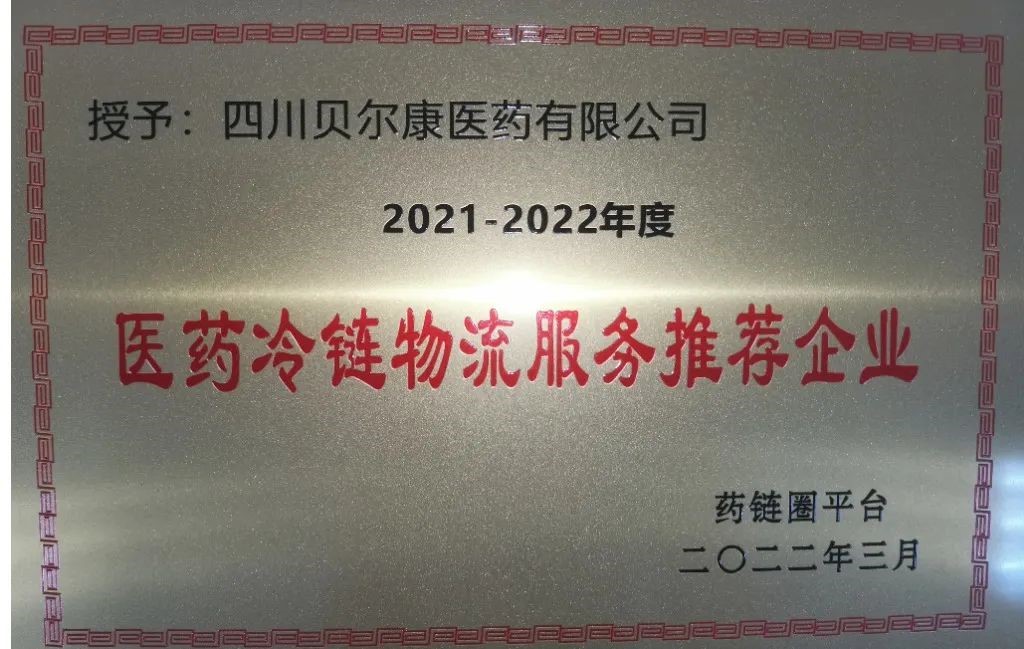 授予：四川贝尔康医药有限公司
2021-2022年度
医药冷链物流服务推荐企业
药链圈平台
二〇二二年三月